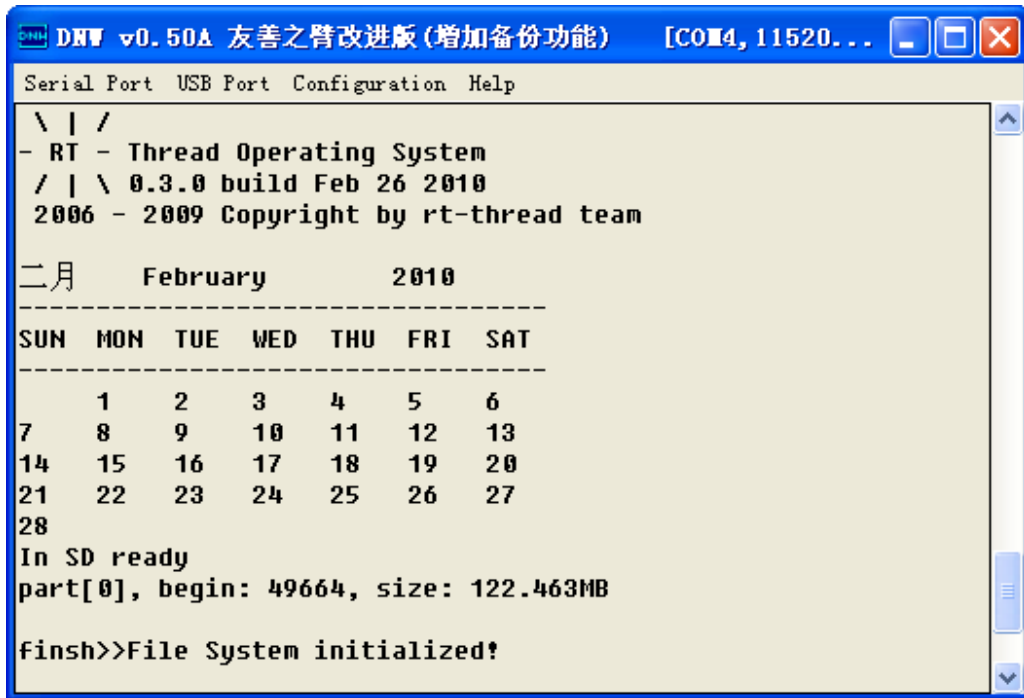 DNW v0.50A 友善之臂改进版(增加备份功能) [COM4,11520...
Serial Port USB Port Configuration Help
\ | /
- RT - Thread Operating System
/ | \ 0.3.0 build Feb 26 2010
2006 - 2009 Copyright by rt-thread team
二月 February 2010
----------------------------------
SUN MON TUE WED THU FRI SAT
----------------------------------
1 2 3 4 5 6
7 8 9 10 11 12 13
14 15 16 17 18 19 20
21 22 23 24 25 26 27
28
In SD ready
part[0], begin: 49664, size: 122.463MB
finsh>>File System initialized!